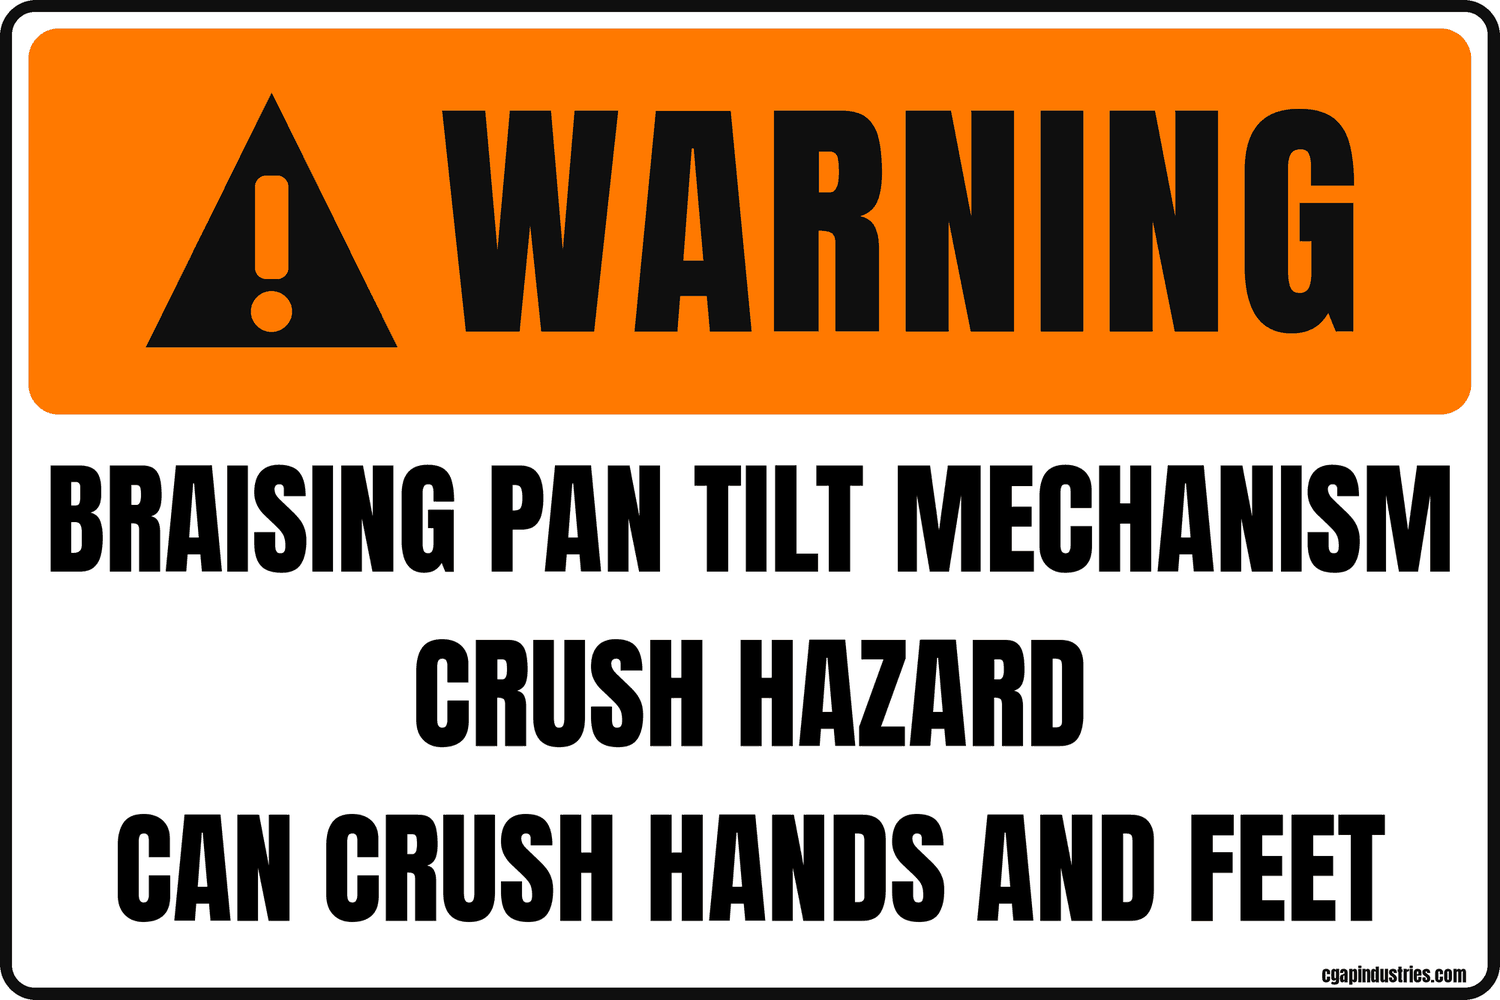 WARNING
BRAISING PAN TILT MECHANISM
CRUSH HAZARD
CAN CRUSH HANDS AND FEET
cgapindustries.com